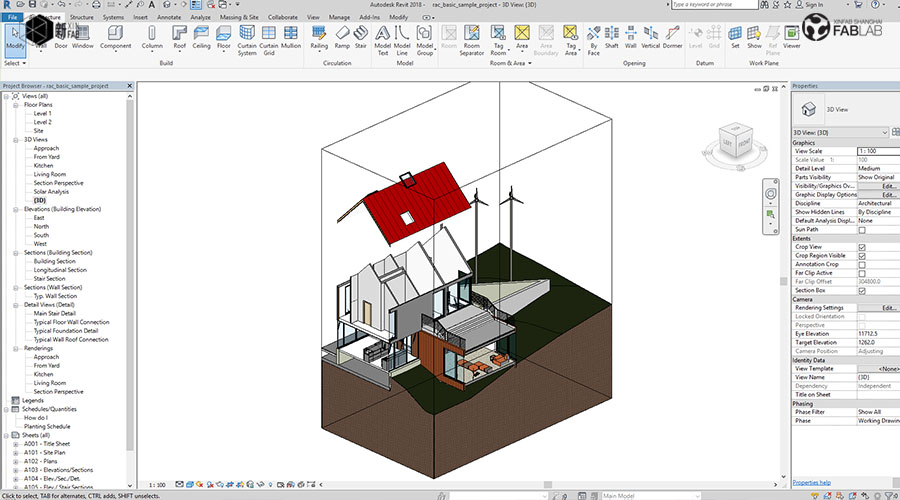 Autodesk Revit 2018 - rac_basic_sample_project - 3D View: {3D}
Type a keyword or phrase
Sign In
XINFAB SHANGHAI
FABLAB
File
Structure Systems Insert Annotate Analyze Massing & Site Collaborate View Manage Add-Ins Modify
Modify
Wall Door Window Component Column Roof Ceiling Floor Curtain System Curtain Grid Mullion Railing Ramp Stair Model Text Model Line Model Group Room Room Separator Tag Room Area Area Boundary Tag Area By Face Shaft Wall Vertical Dormer Level Grid Set Show Ref Plane Viewer
Select Build Circulation Model Room & Area Opening Datum Work Plane
Project Browser - rac_basic_sample_project
Views (all)
Floor Plans
Level 1
Level 2
Site
3D Views
Approach
From Yard
Kitchen
Living Room
Section Perspective
Solar Analysis
{3D}
Elevations (Building Elevation)
East
North
South
West
Sections (Building Section)
Building Section
Longitudinal Section
Stair Section
Sections (Wall Section)
Typ. Wall Section
Detail Views (Detail)
Main Stair Detail
Typical Floor Wall Connection
Typical Foundation Detail
Typical Wall Roof Connection
Renderings
Approach
From Yard
Kitchen
Living Room
Section Perspective
Legends
Schedules/Quantities
How do I
Planting Schedule
Sheets (all)
A001 - Title Sheet
A101 - Site Plan
A102 - Plans
A103 - Elevations/Sections
A104 - Elev./Sec./Det.
TOP
LEFT
FRONT
Properties
3D View
3D View: {3D}
Graphics
View Scale 1 : 100
Scale Value 1: 100
Detail Level Medium
Parts Visibility Show Original
Visibility/Graphics Ov... Edit...
Graphic Display Options Edit...
Discipline Architectural
Show Hidden Lines By Discipline
Default Analysis Displ... None
Sun Path
Extents
Crop View
Crop Region Visible
Annotation Crop
Far Clip Active
Far Clip Offset 304800.0
Section Box
Camera
Rendering Settings Edit...
Locked Orientation
Perspective
Eye Elevation 11712.5
Target Elevation 1262.0
Camera Position Adjusting
Identity Data
View Template <None>
View Name {3D}
Dependency Independent
Title on Sheet
Phasing
Phase Filter Show All
Phase Working Drawin
Properties help
1 : 100
Click to select, TAB for alternates, CTRL adds, SHIFT unselects.
Main Model